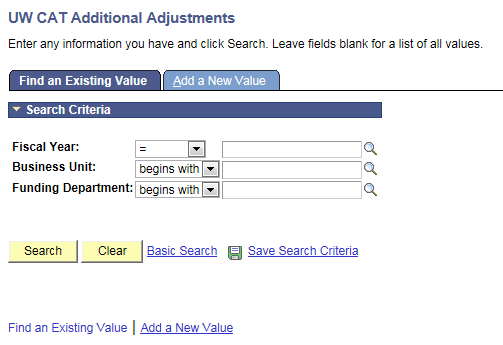 UW CAT Additional Adjustments
Enter any information you have and click Search. Leave fields blank for a list of all values.
Find an Existing Value Add a New Value
Search Criteria
Fiscal Year: =
Business Unit: begins with
Funding Department: begins with
Search Clear Basic Search Save Search Criteria
Find an Existing Value | Add a New Value